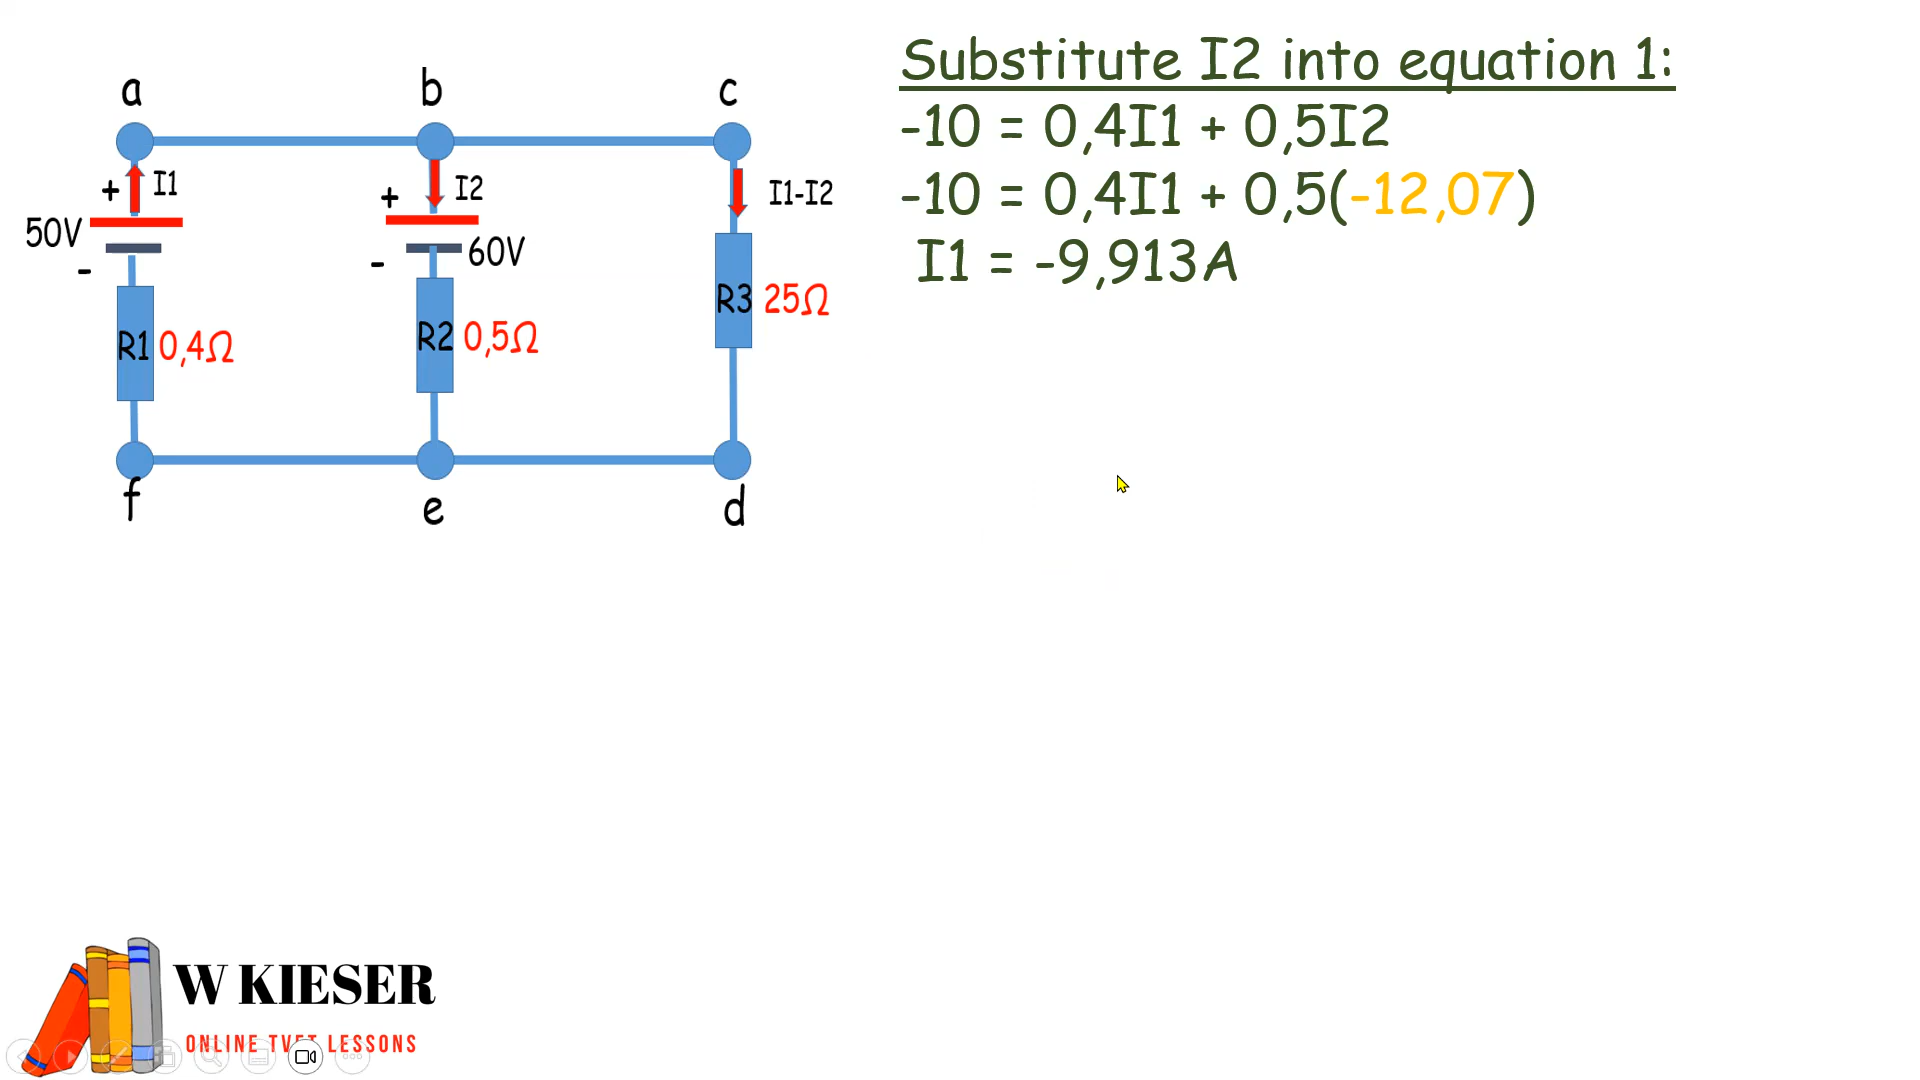 a
b
c
+
I1
+
I2
I1-I2
50V
-
-
60V
R1
0,4Ω
R2
0,5Ω
R3
25Ω
f
e
d
Substitute I2 into equation 1:
-10 = 0,4I1 + 0,5I2
-10 = 0,4I1 + 0,5(-12,07)
I1 = -9,913A
W KIESER
ONLINE TVET LESSONS